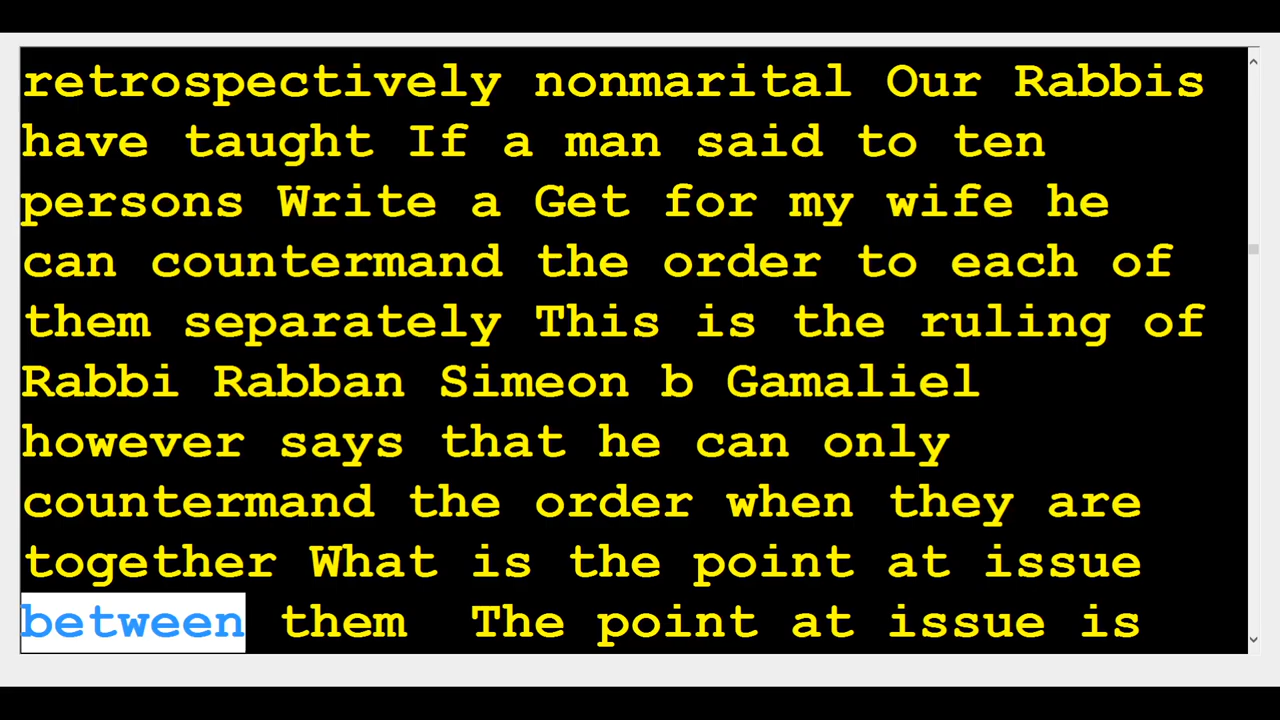 retrospectively nonmarital Our Rabbis
have taught If a man said to ten
persons Write a Get for my wife he
can countermand the order to each of
them separately This is the ruling of
Rabbi Rabban Simeon b Gamaliel
however says that he can only
countermand the order when they are
together What is the point at issue
between them The point at issue is